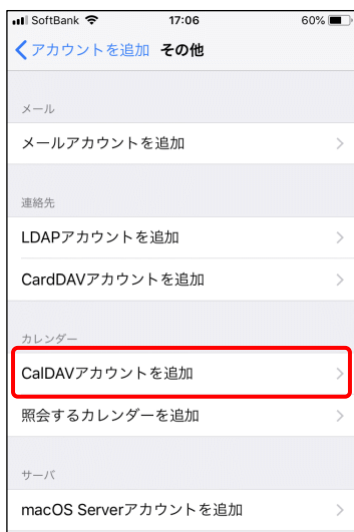 SoftBank 17:06 60%
アカウントを追加 その他
メール
メールアカウントを追加
連絡先
LDAPアカウントを追加
CardDAVアカウントを追加
カレンダー
CalDAVアカウントを追加
照会するカレンダーを追加
サーバ
macOS Serverアカウントを追加